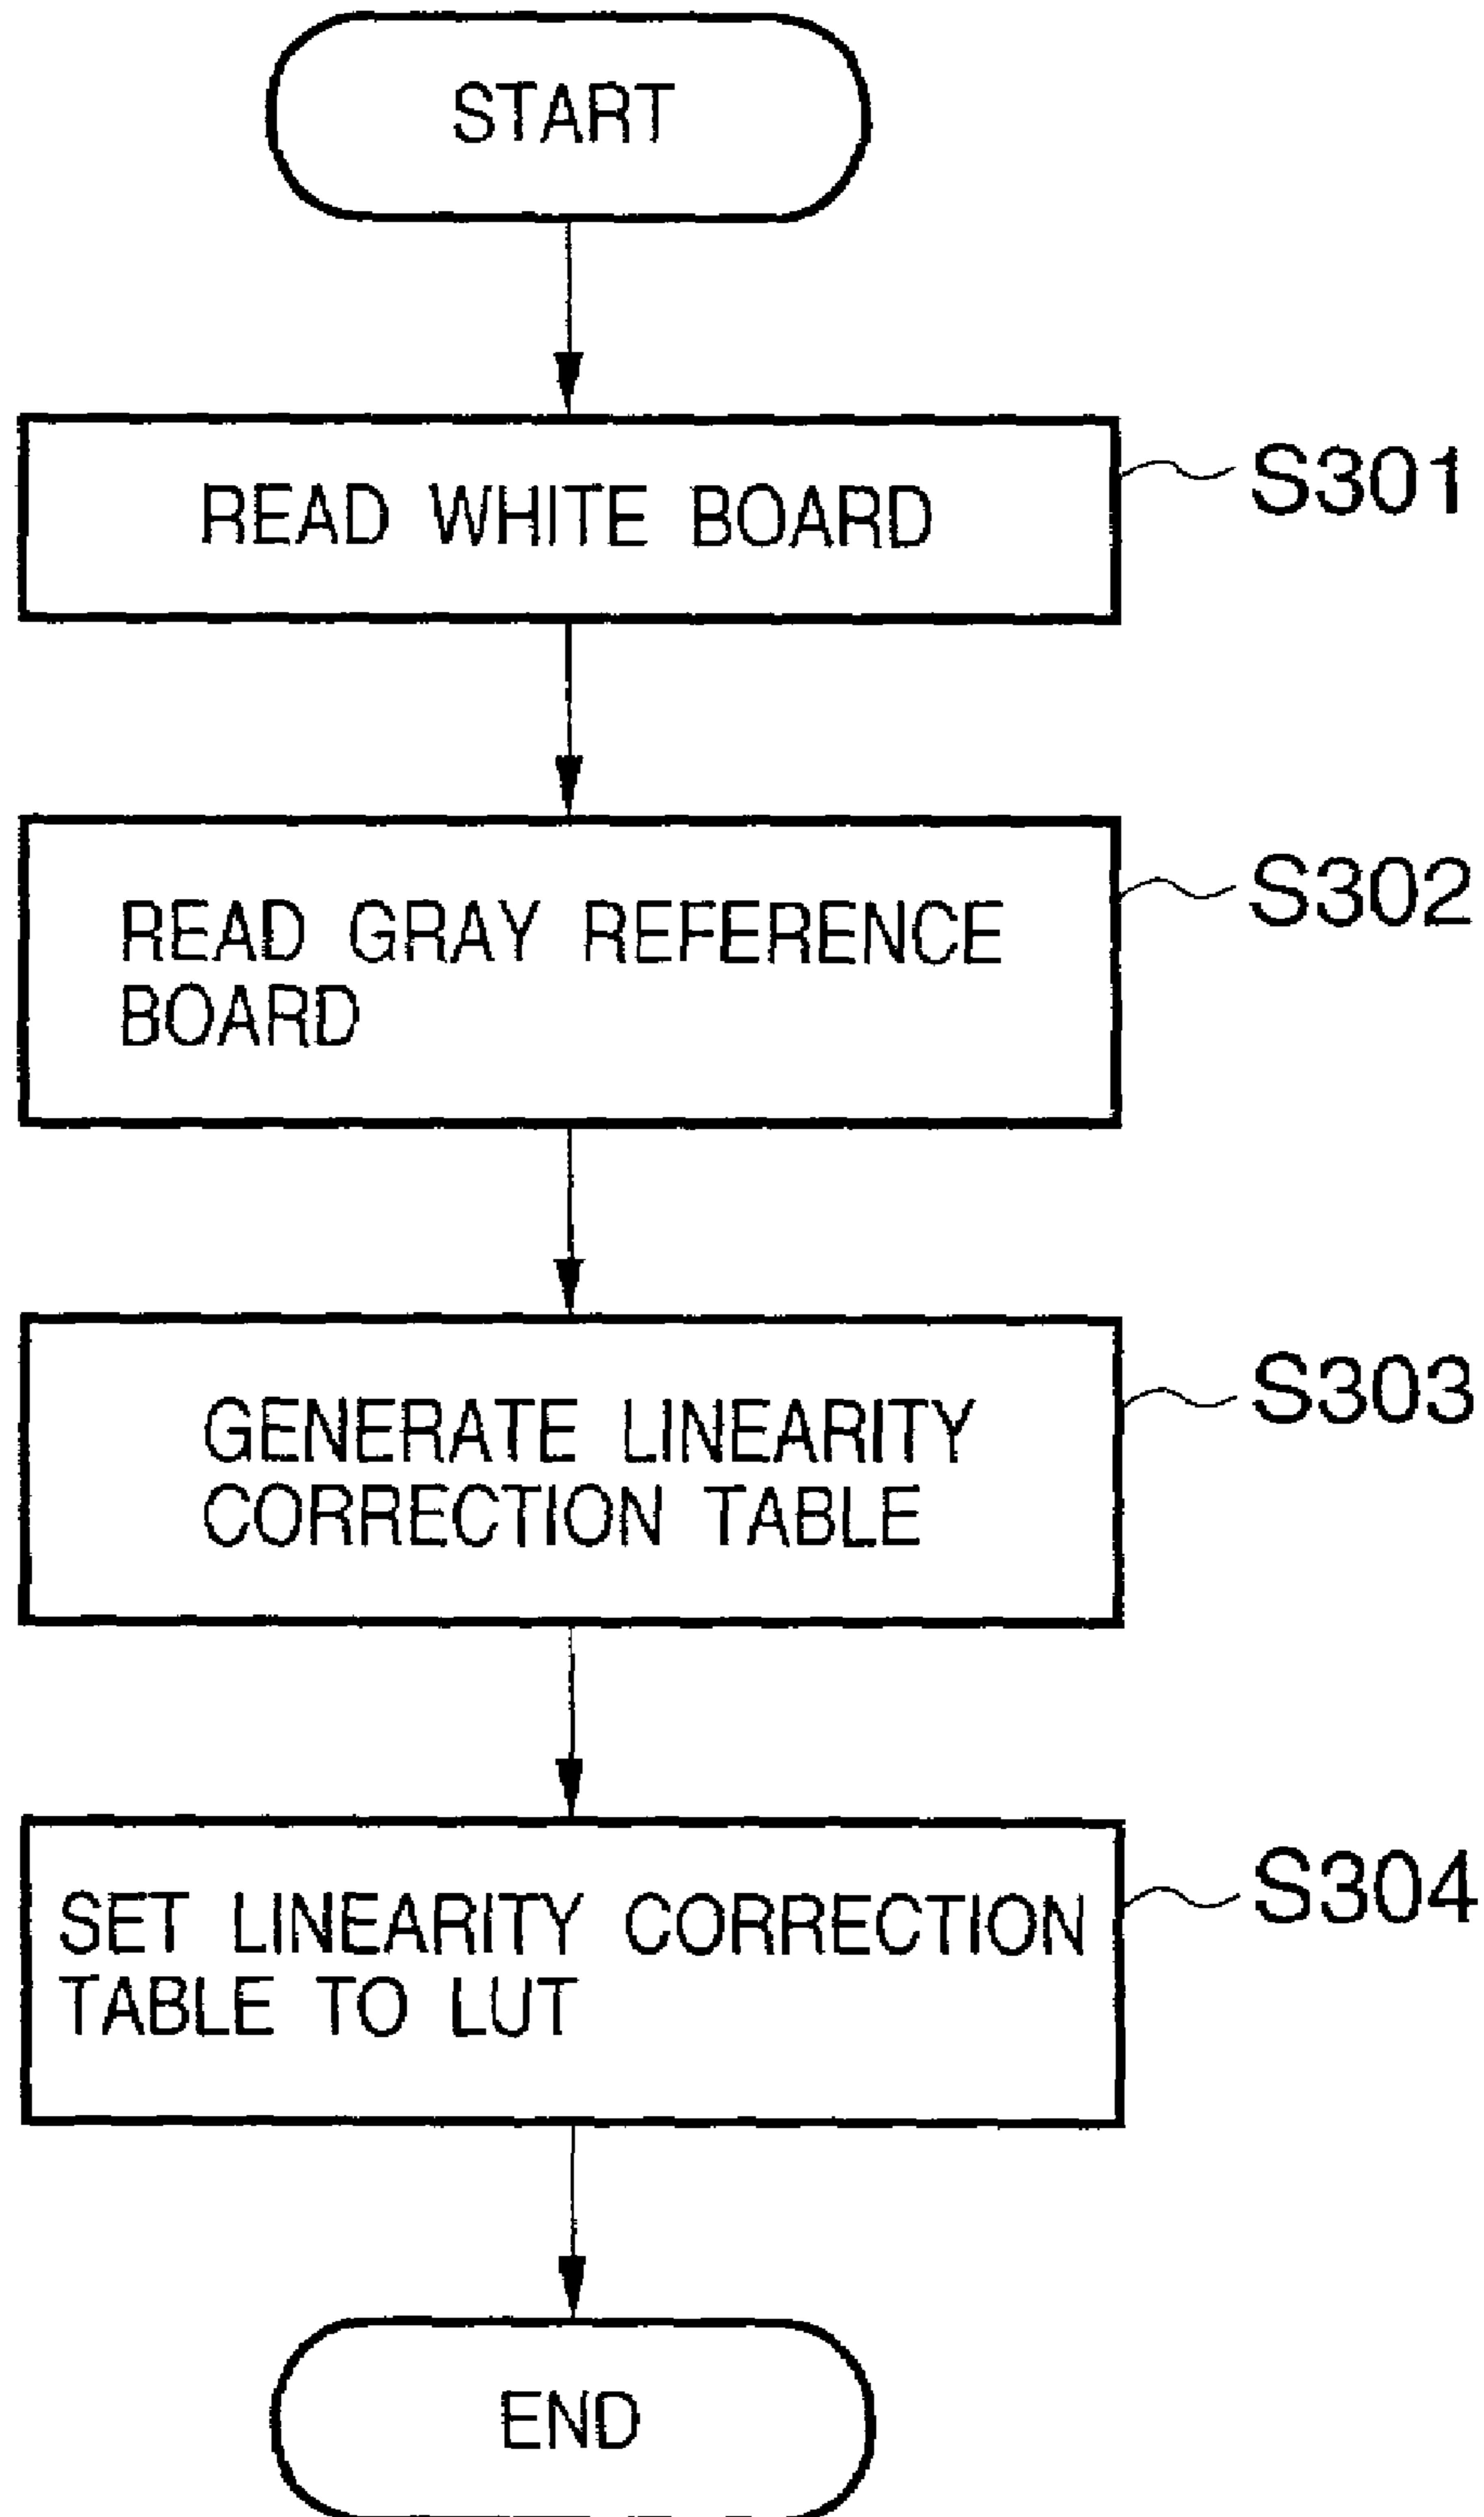 START
READ WHITE BOARD
S301
READ GRAY REFERENCE
BOARD
S302
GENERATE LINEARITY
CORRECTION TABLE
S303
SET LINEARITY CORRECTION
TABLE TO LUT
S304
END